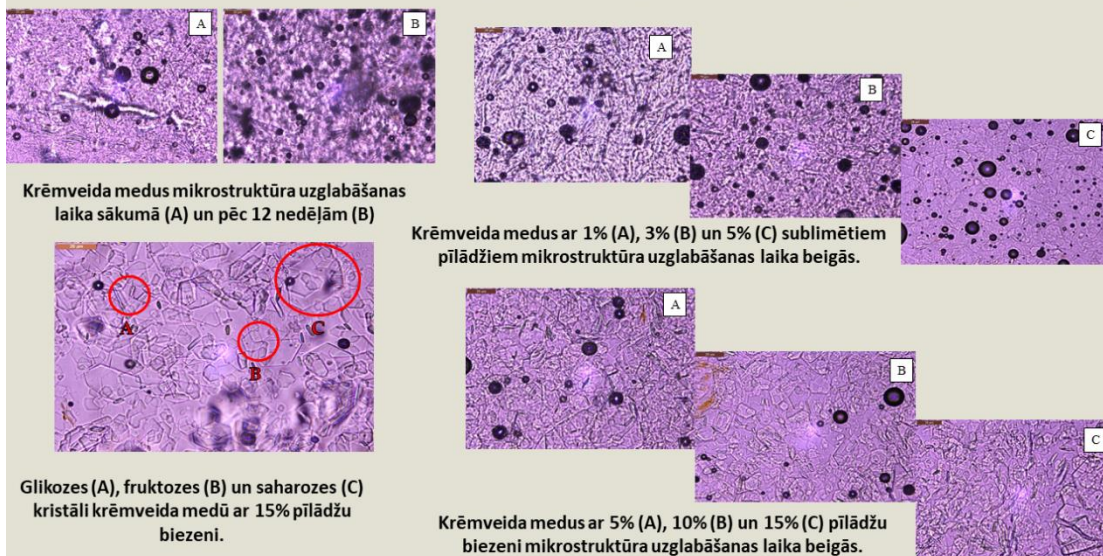 A
B
Krēmveida medus mikrostruktūra uzglabāšanas
laika sākumā (A) un pēc 12 nedēļām (B)
A
B
C
Glikozes (A), fruktozes (B) un saharozes (C)
kristāli krēmveida medū ar 15% pīlādžu
biezeni.
A
B
C
Krēmveida medus ar 1% (A), 3% (B) un 5% (C) sublimētiem
pīlādžiem mikrostruktūra uzglabāšanas laika beigās.
A
B
C
Krēmveida medus ar 5% (A), 10% (B) un 15% (C) pīlādžu
biezeni mikrostruktūra uzglabāšanas laika beigās.